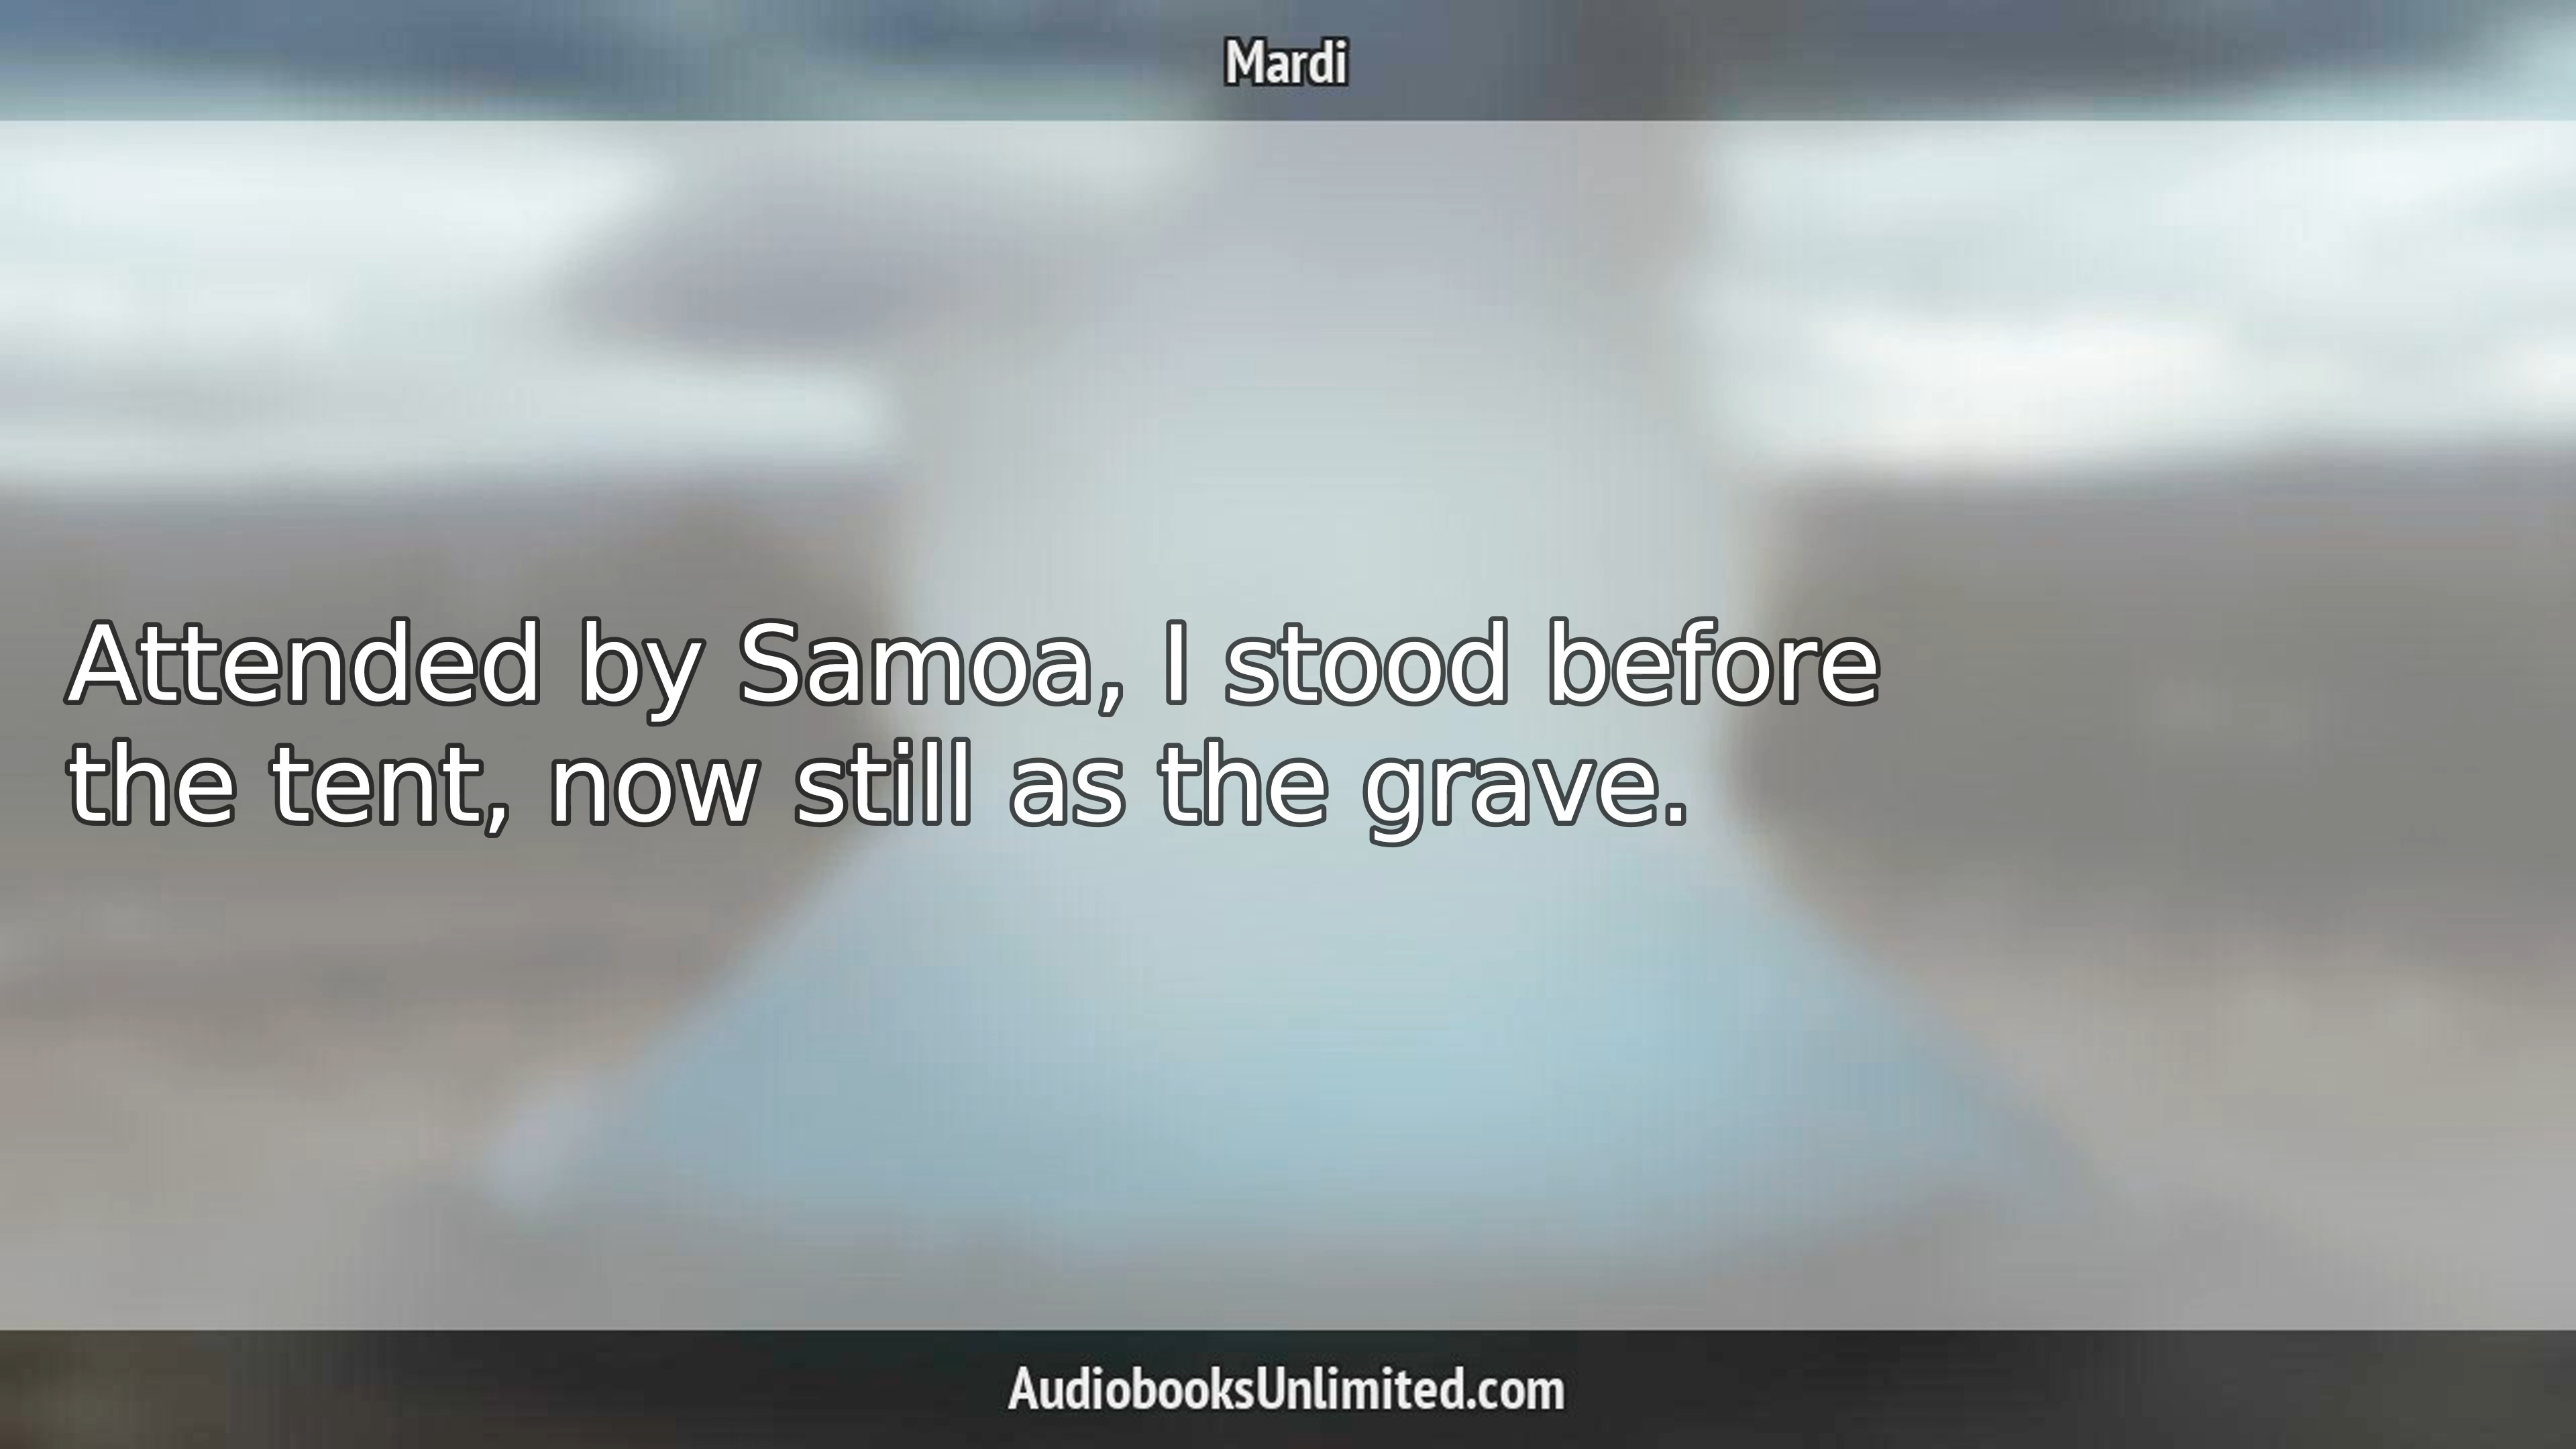 Mardi
Attended by Samoa, I stood before
the tent, now still as the grave.
AudiobooksUnlimited.com